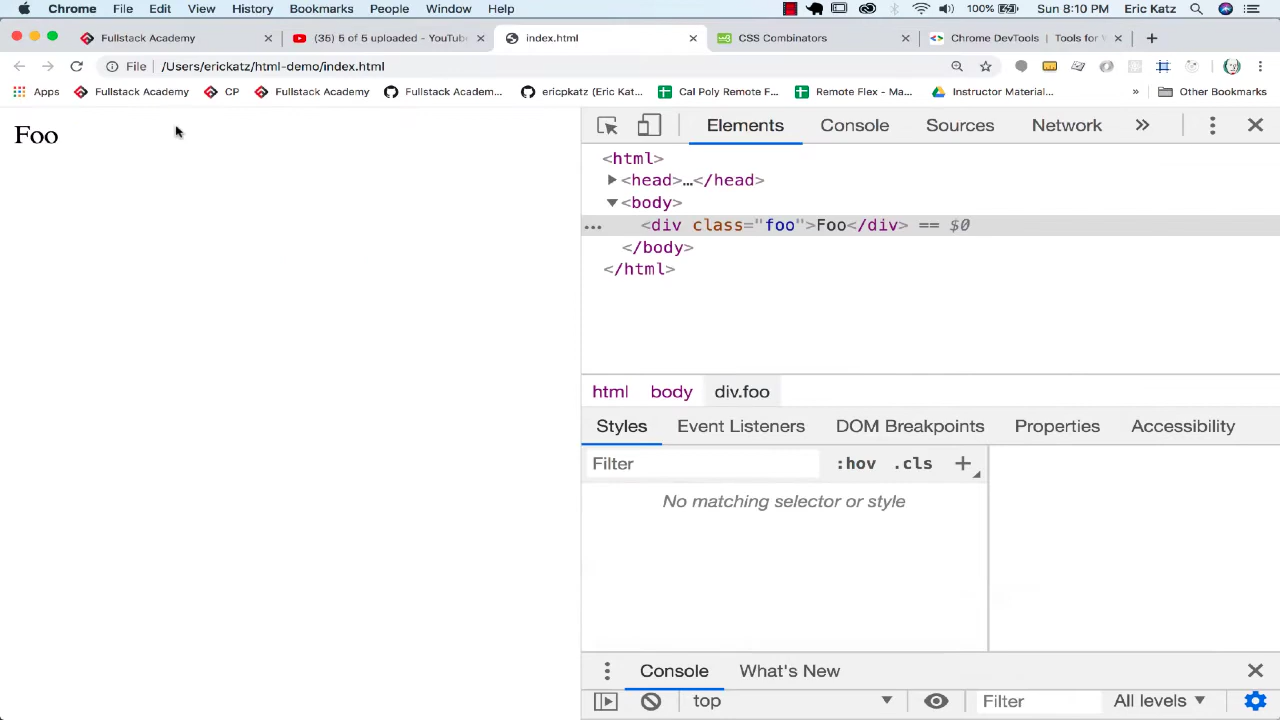 Chrome File Edit View History Bookmarks People Window Help 100% Sun 8:10 PM Eric Katz
Fullstack Academy × (35) 5 of 5 uploaded - YouTube × index.html × CSS Combinators × Chrome DevTools | Tools for × +
File | /Users/erickatz/html-demo/index.html
Apps Fullstack Academy CP Fullstack Academy Fullstack Academ... ericpkatz (Eric Kat... Cal Poly Remote F... Remote Flex - Ma... Instructor Material... » Other Bookmarks
Foo
Elements Console Sources Network »
<html>
<head>…</head>
<body>
... <div class="foo">Foo</div> == $0
</body>
</html>
html body div.foo
Styles Event Listeners DOM Breakpoints Properties Accessibility
Filter :hov .cls +
No matching selector or style
Console What's New
top Filter All levels